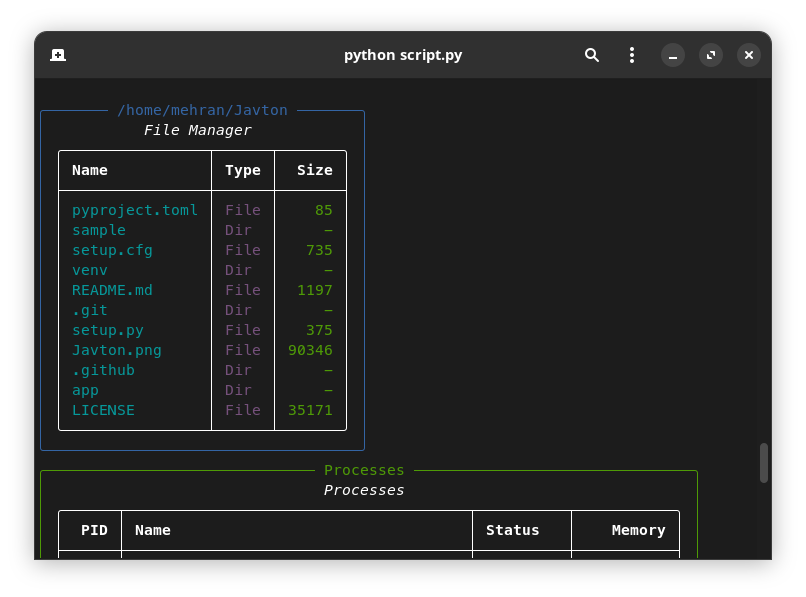 python script.py
/home/mehran/Javton
File Manager
Name Type Size
pyproject.toml File 85
sample Dir -
setup.cfg File 735
venv Dir -
README.md File 1197
.git Dir -
setup.py File 375
Javton.png File 90346
.github Dir -
app Dir -
LICENSE File 35171
Processes
Processes
PID Name Status Memory